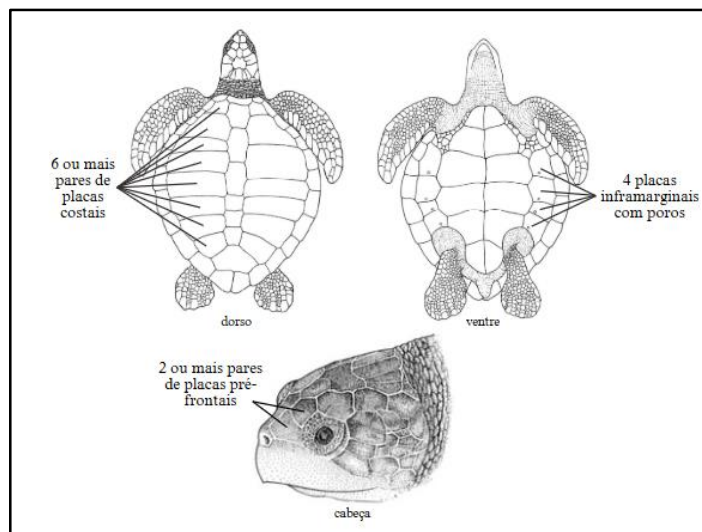 6 ou mais
pares de
placas
costais
4 placas
inframarginais
com poros
dorso
ventre
2 ou mais pares
de placas pré-
frontais
cabeça